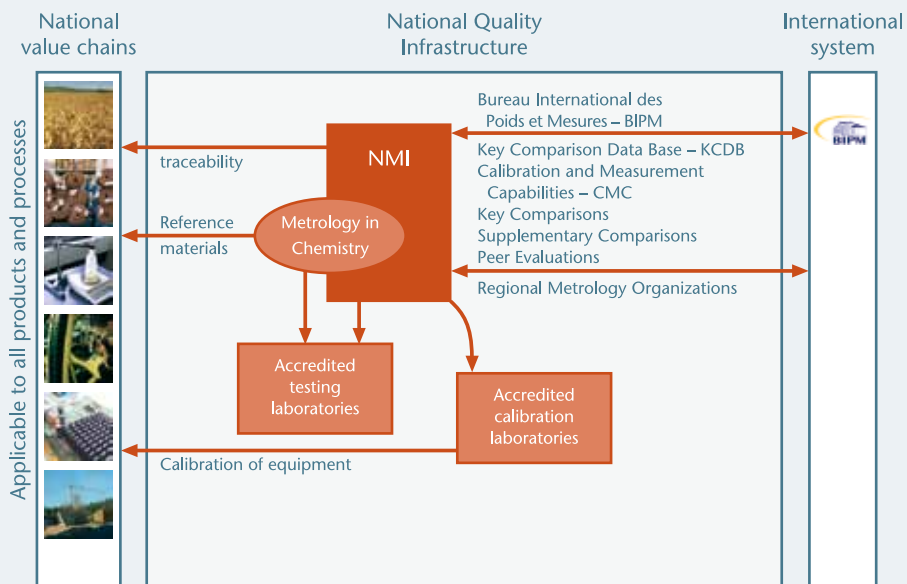 National
value chains
National Quality
Infrastructure
International
system
Applicable to all products and processes
Bureau International des
Poids et Mesures – BIPM
BIPM
NMI
traceability
Key Comparison Data Base – KCDB
Calibration and Measurement
Capabilities – CMC
Key Comparisons
Supplementary Comparisons
Peer Evaluations
Regional Metrology Organizations
Reference
materials
Metrology in
Chemistry
Accredited
testing
laboratories
Accredited
calibration
laboratories
Calibration of equipment